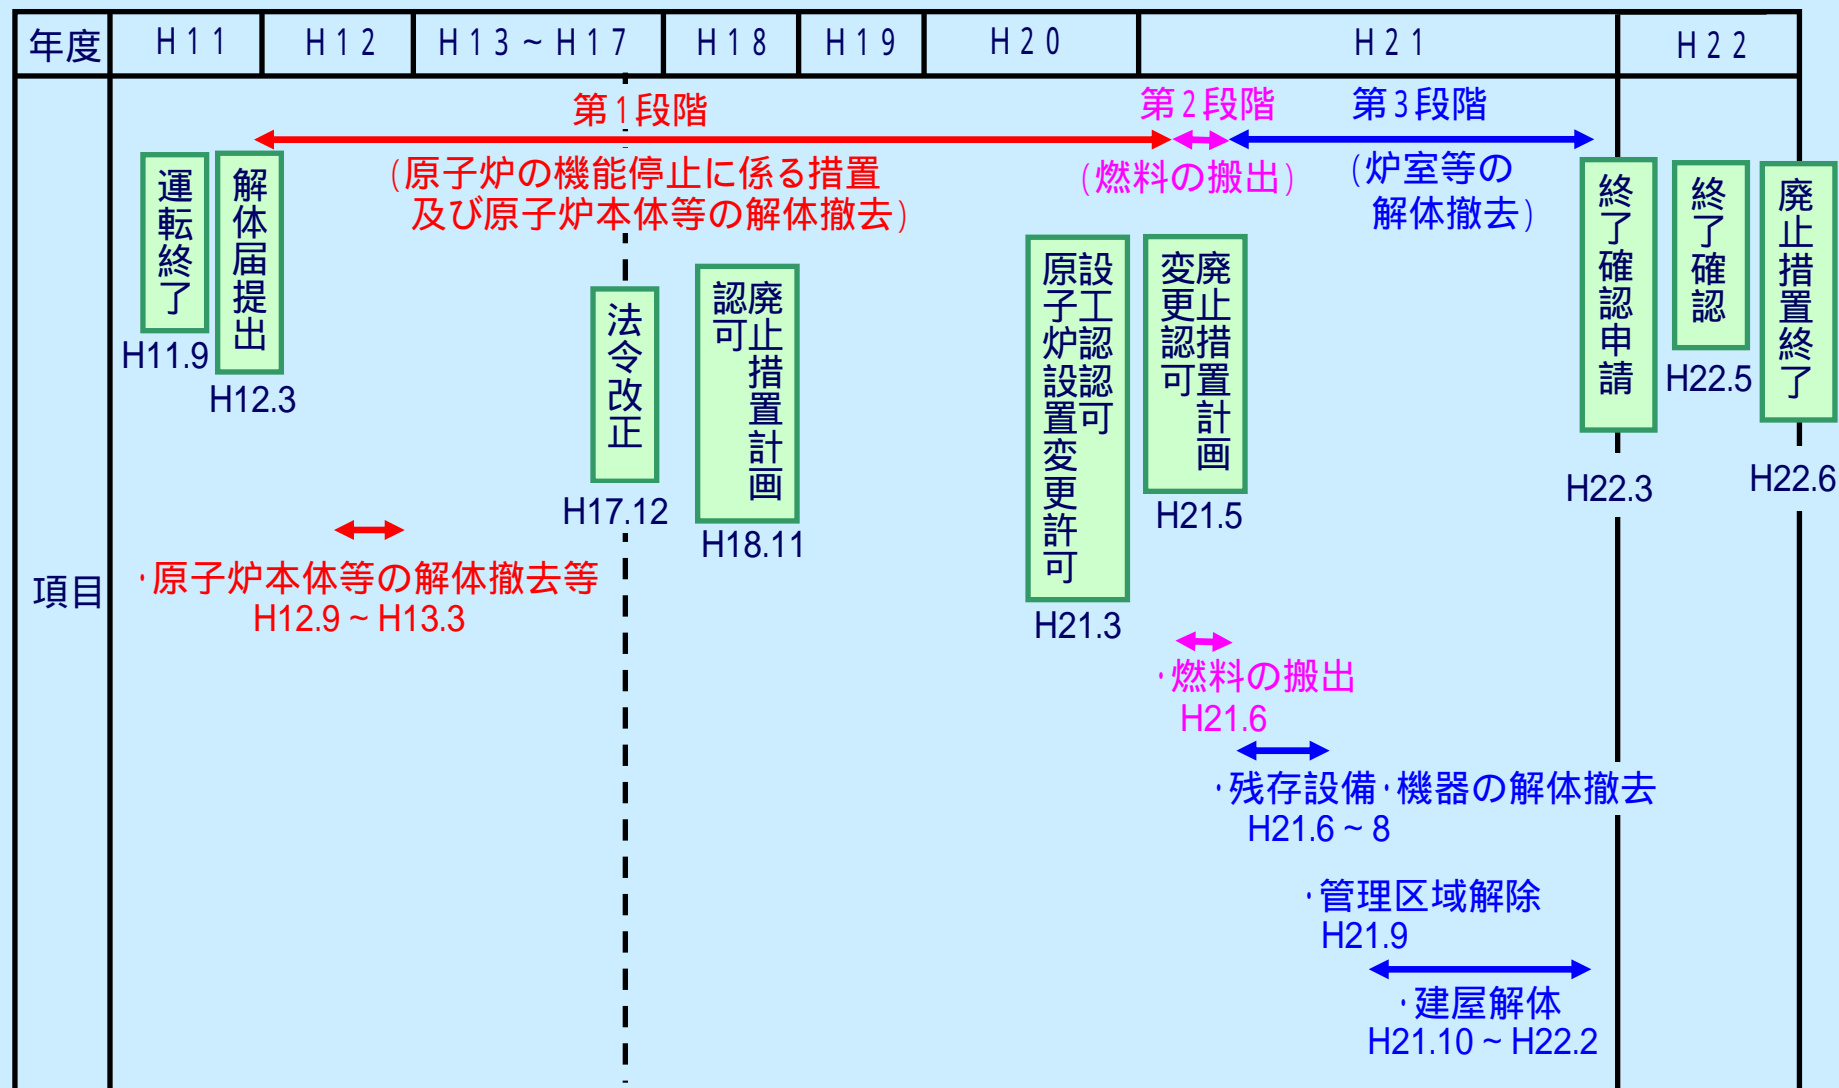 年度
H11
H12
H13～H17
H18
H19
H20
H21
H22
項目
第1段階
(原子炉の機能停止に係る措置
及び原子炉本体等の解体撤去)
第2段階
(燃料の搬出)
第3段階
(炉室等の
解体撤去)
運転終了
H11.9
解体届提出
H12.3
法令改正
H17.12
廃止措置計画
認可
H18.11
設工認認可
原子炉設置変更許可
H21.3
廃止措置計画
変更認可
H21.5
終了確認申請
H22.3
終了確認
H22.5
廃止措置終了
H22.6
・原子炉本体等の解体撤去等
H12.9～H13.3
・燃料の搬出
H21.6
・残存設備・機器の解体撤去
H21.6～8
・管理区域解除
H21.9
・建屋解体
H21.10～H22.2